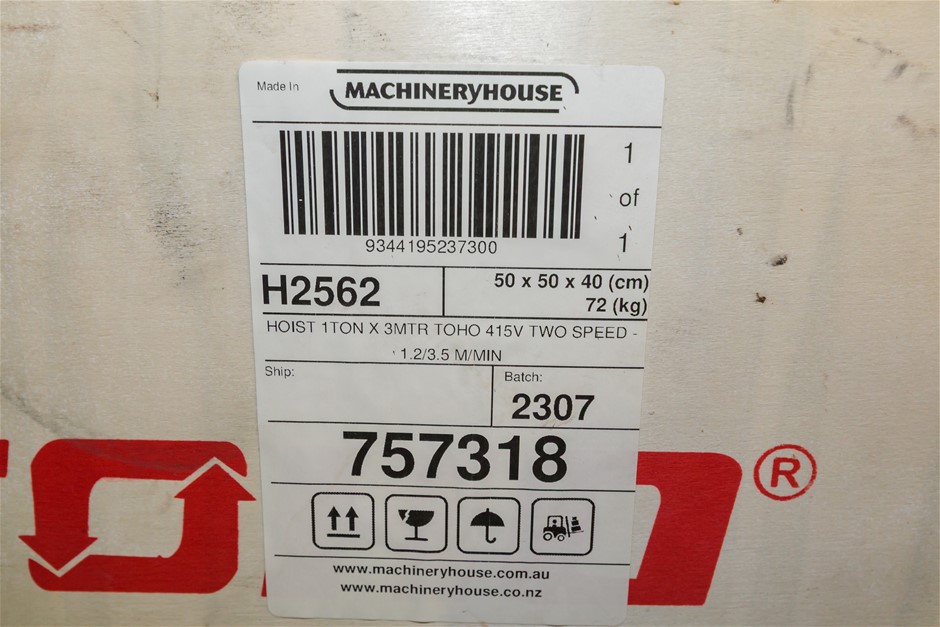 Made In
MACHINERYHOUSE
1
of
1
9344195237300
H2562
50 x 50 x 40 (cm)
72 (kg)
HOIST 1TON X 3MTR TOHO 415V TWO SPEED -
1.2/3.5 M/MIN
Ship:
Batch:
2307
757318
®
www.machineryhouse.com.au
www.machineryhouse.co.nz